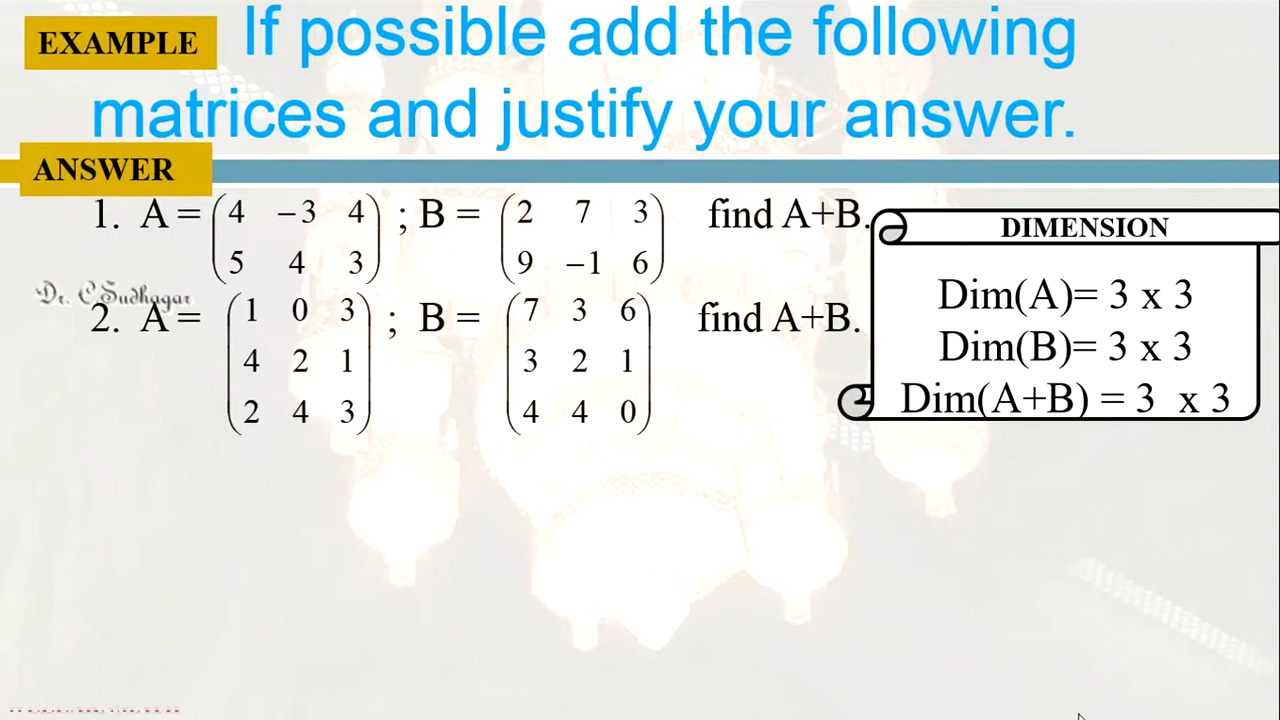 EXAMPLE If possible add the following
matrices and justify your answer.
ANSWER
1. A = (4 −3 4) ; B = (2 7 3) find A+B.
5 4 3 9 −1 6
Dr. C Sudhagar
2. A = (1 0 3) ; B = (7 3 6) find A+B.
4 2 1 3 2 1
2 4 3 4 4 0
DIMENSION
Dim(A)= 3 x 3
Dim(B)= 3 x 3
Dim(A+B) = 3 x 3